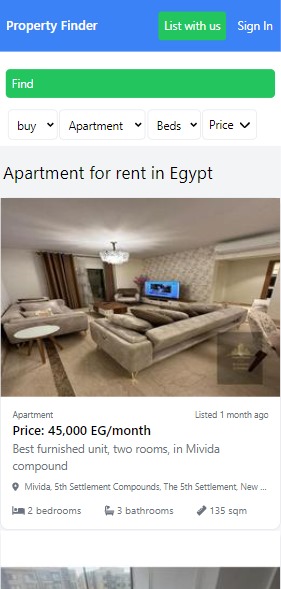 Property Finder
List with us
Sign In
Find
buy
Apartment
Beds
Price
Apartment for rent in Egypt
Apartment
Listed 1 month ago
Price: 45,000 EG/month
Best furnished unit, two rooms, in Mivida
compound
Mivida, 5th Settlement Compounds, The 5th Settlement, New ...
2 bedrooms
3 bathrooms
135 sqm